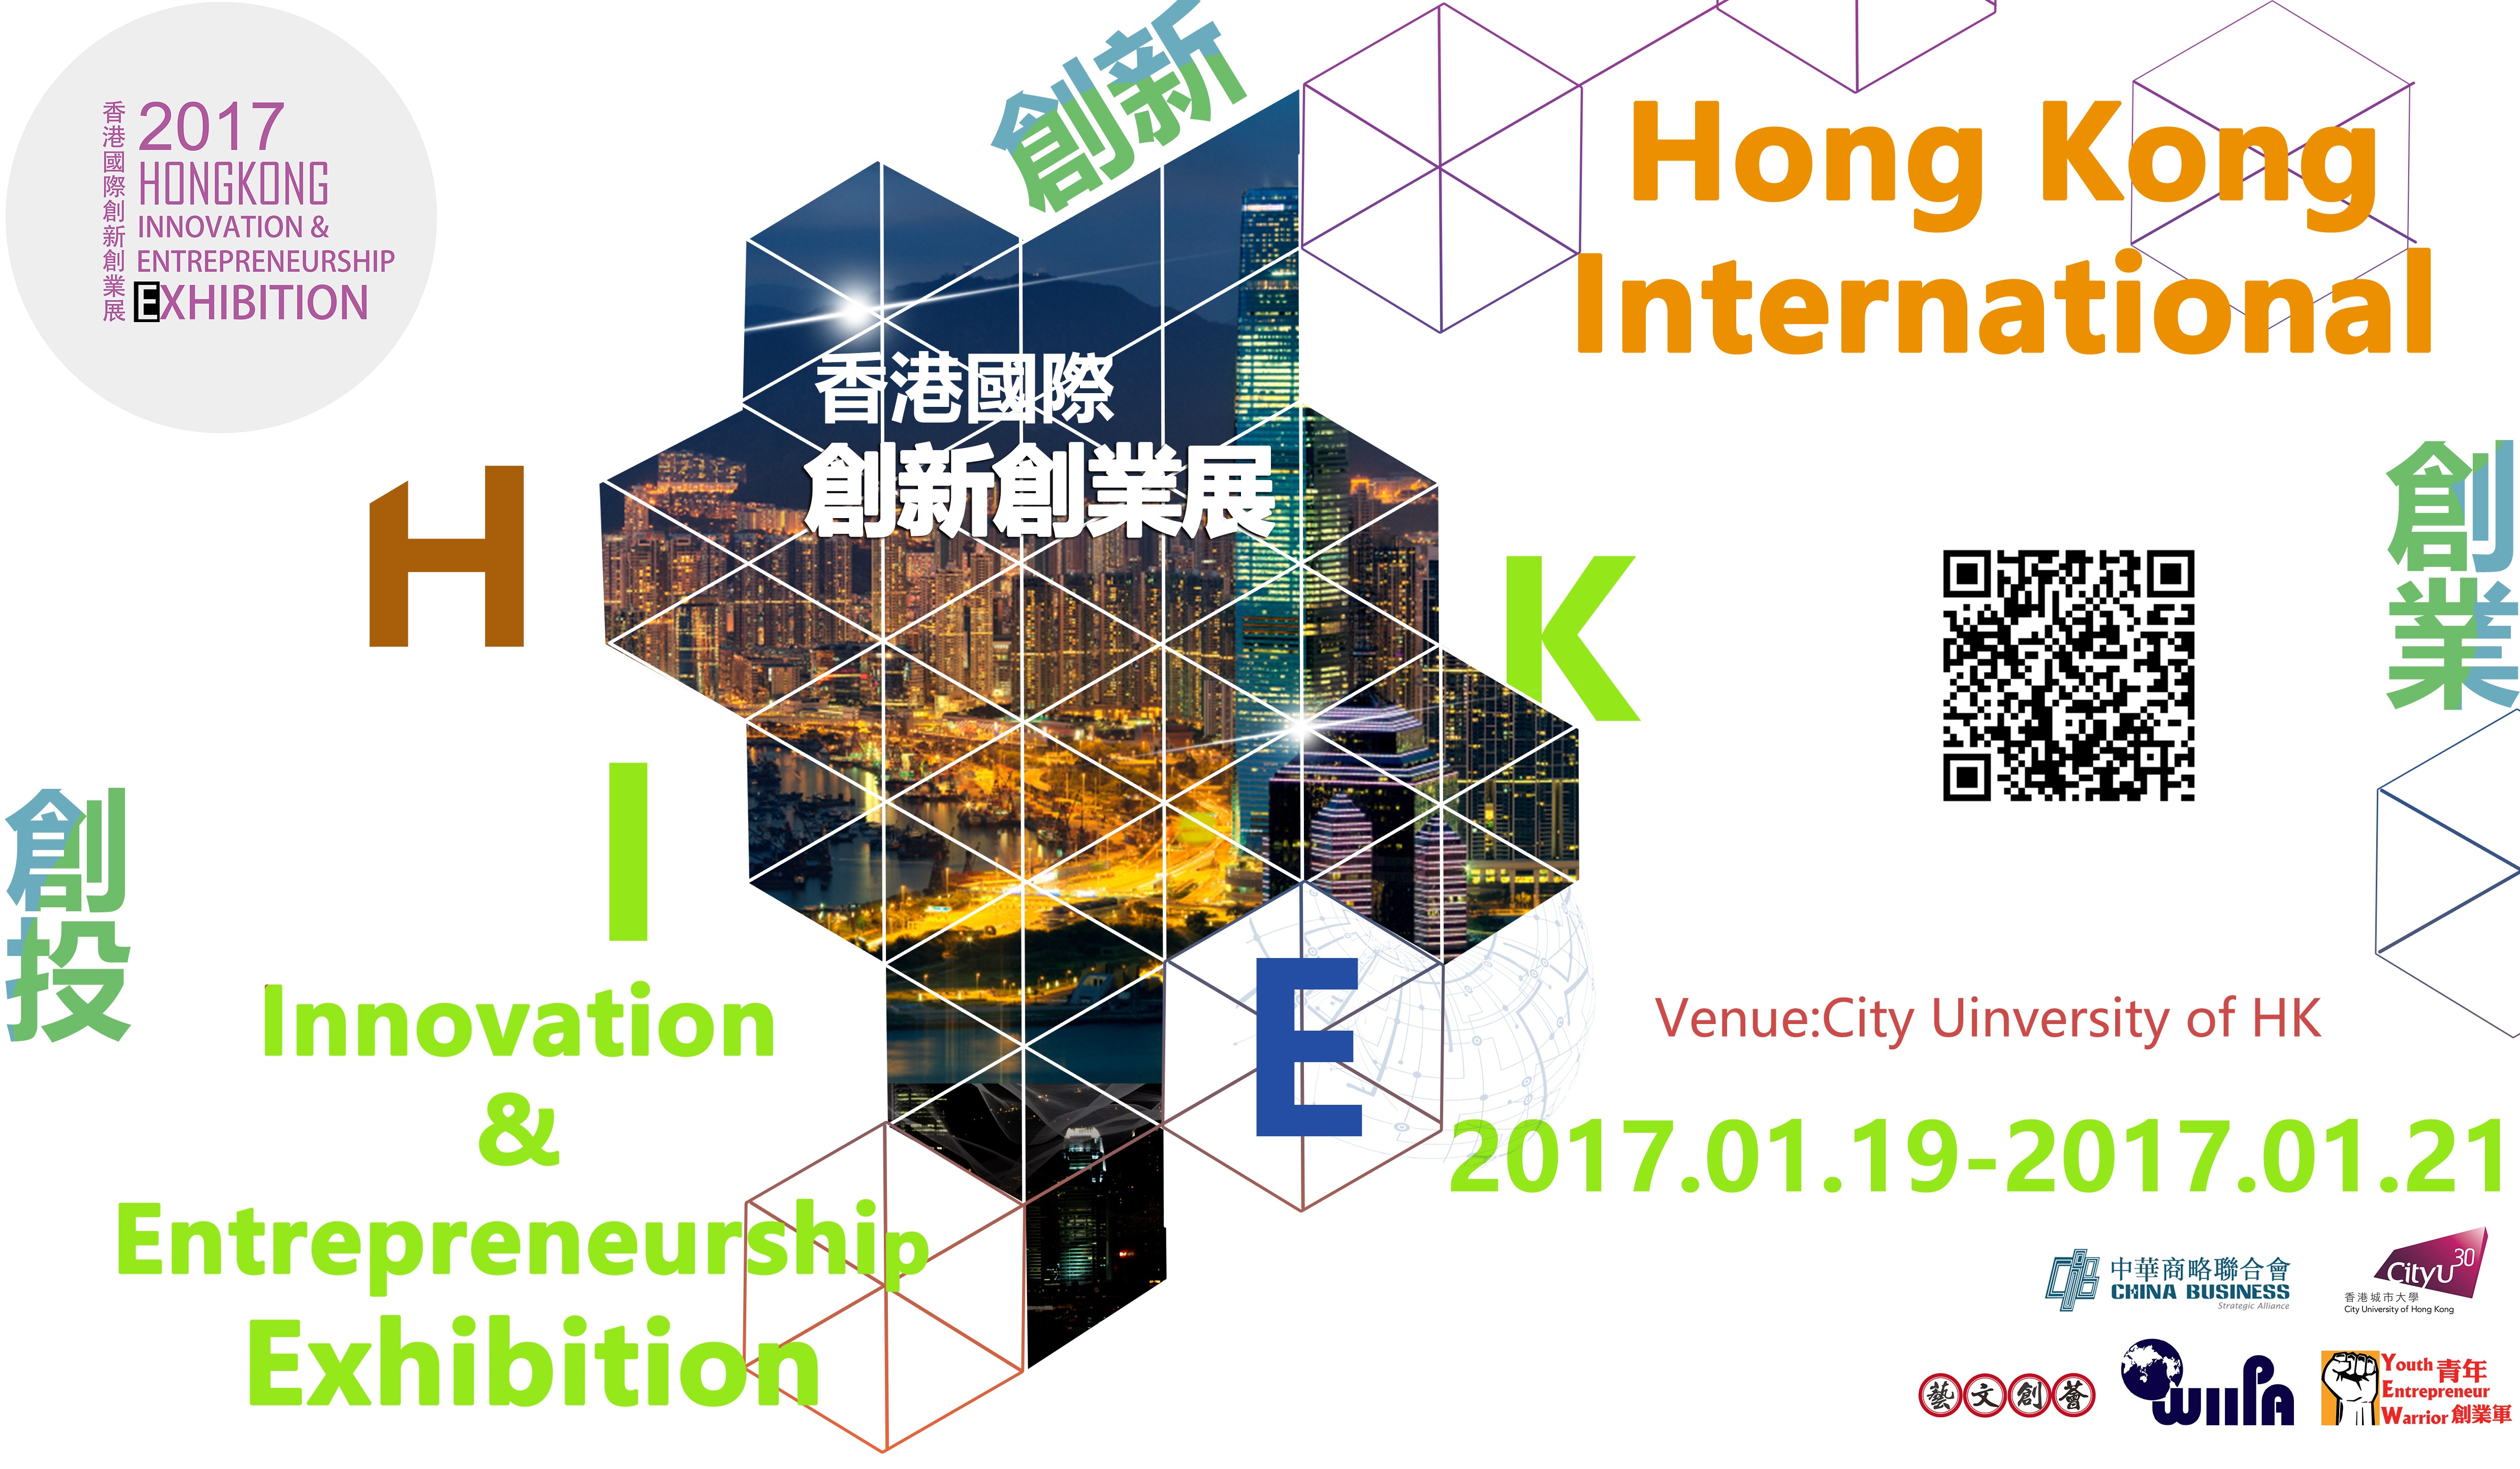 香港國際創新創業展
2017
HONGKONG
INNOVATION &
ENTREPRENEURSHIP
EXHIBITION
創新
Hong Kong
International
香港國際
創新創業展
H
K
I
E
創業
創投
Innovation
&
Entrepreneurship
Exhibition
Venue:City Uinversity of HK
2017.01.19-2017.01.21
中華商略聯合會
CHINA BUSINESS
Strategic Alliance
CityU30
香港城市大學
City University of Hong Kong
藝文創薈
WIIPA
Youth 青年
Entrepreneur
Warrior 創業軍